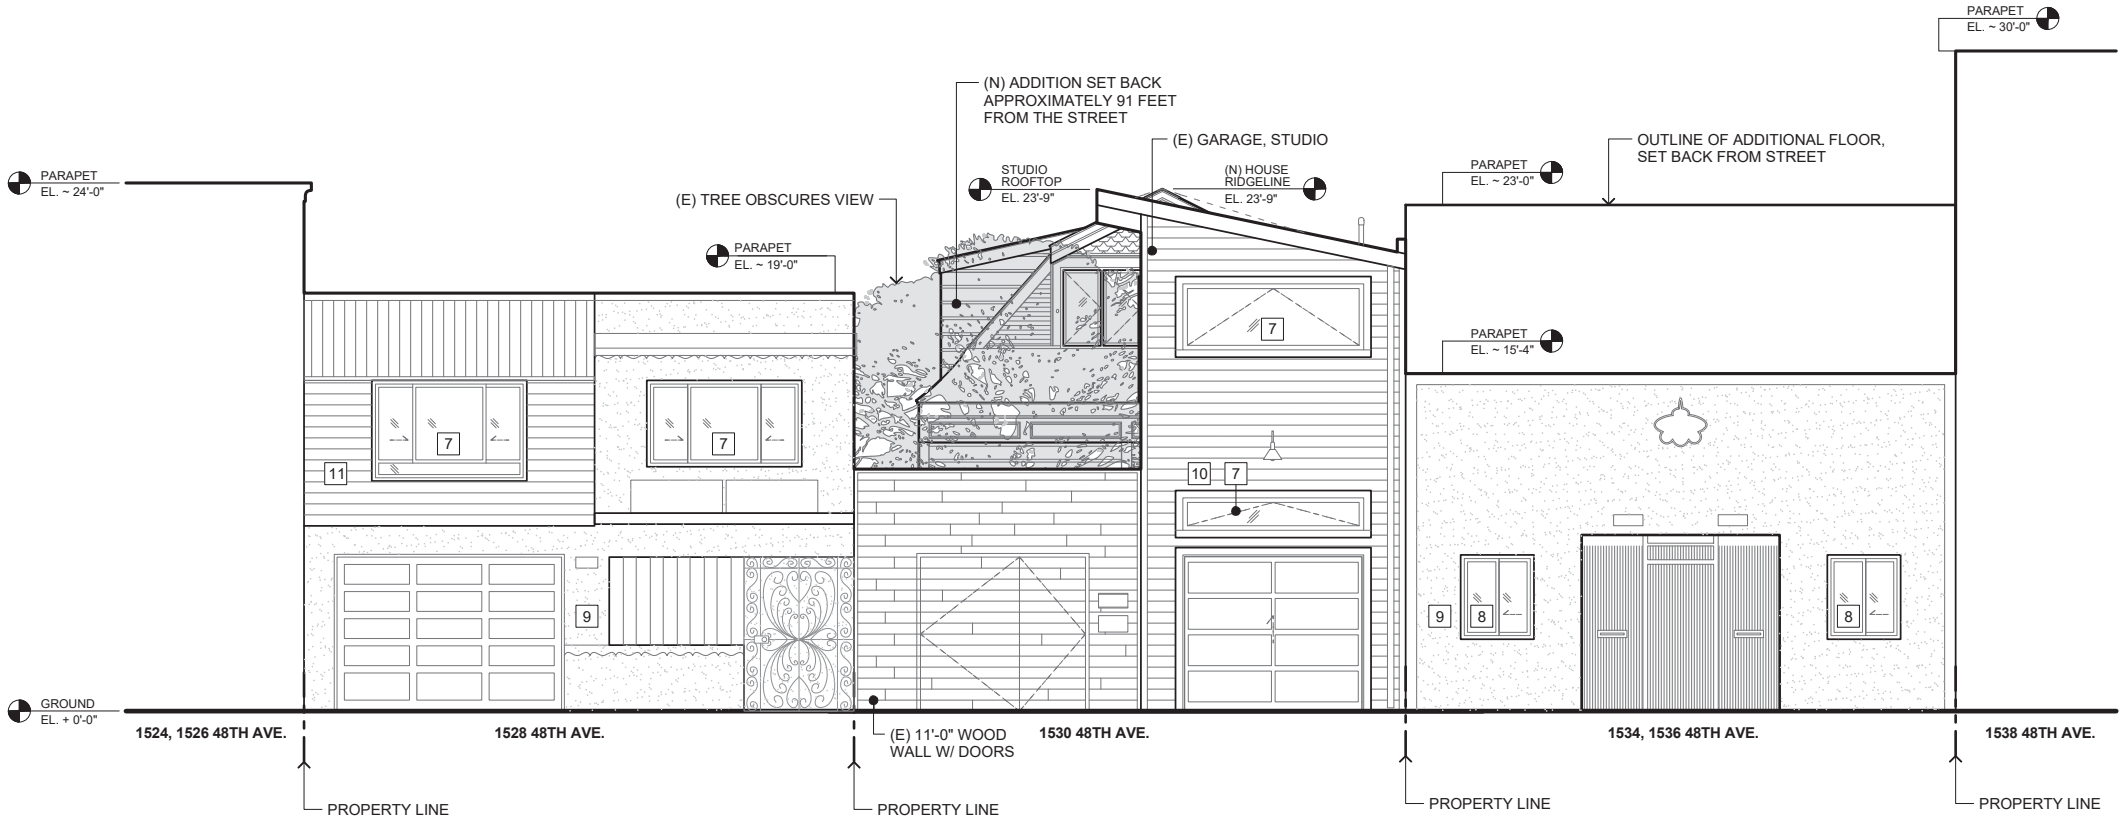 PARAPET
EL. ~ 30'-0"
(N) ADDITION SET BACK
APPROXIMATELY 91 FEET
FROM THE STREET
(E) GARAGE, STUDIO
OUTLINE OF ADDITIONAL FLOOR,
SET BACK FROM STREET
PARAPET
EL. ~ 24'-0"
(E) TREE OBSCURES VIEW
STUDIO
ROOFTOP
EL. 23'-9"
(N) HOUSE
RIDGELINE
EL. 23'-9"
PARAPET
EL. ~ 23'-0"
PARAPET
EL. ~ 19'-0"
7
PARAPET
EL. ~ 15'-4"
7
7
11
10
7
9
9
8
8
GROUND
EL. + 0'-0"
1524, 1526 48TH AVE.
1528 48TH AVE.
(E) 11'-0" WOOD
WALL W/ DOORS
1530 48TH AVE.
1534, 1536 48TH AVE.
1538 48TH AVE.
PROPERTY LINE
PROPERTY LINE
PROPERTY LINE
PROPERTY LINE